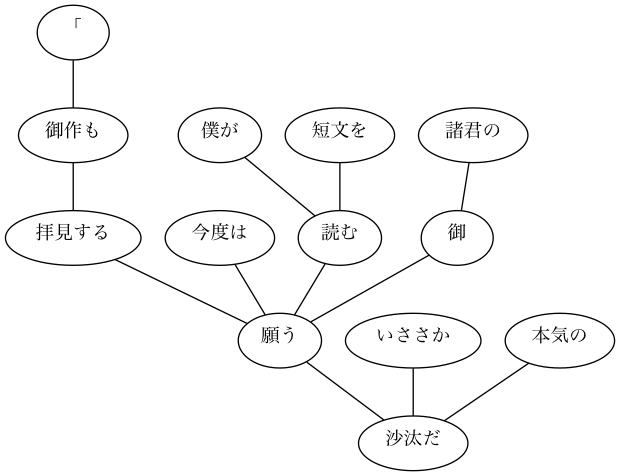 「
御作も 僕が 短文を 諸君の
拝見する 今度は 読む 御
願う いささか 本気の
沙汰だ